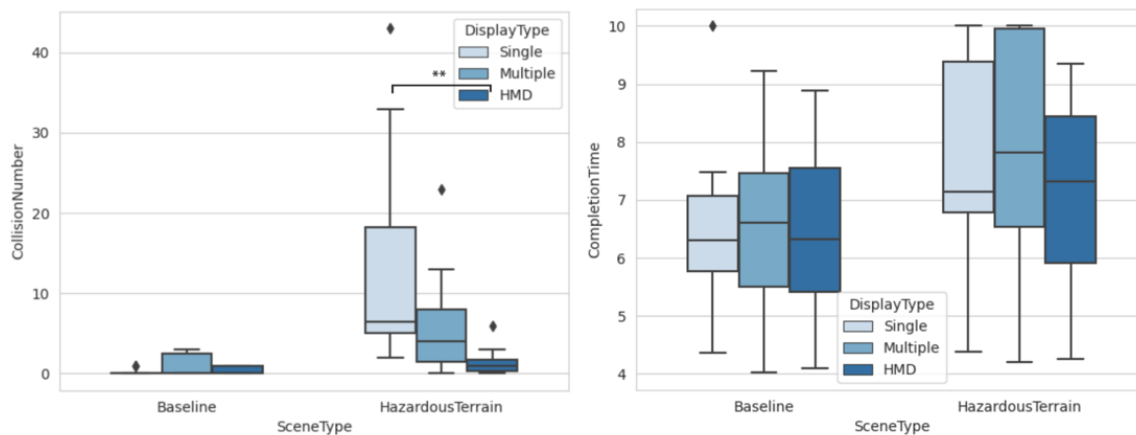 CollisionNumber
40
30
20
10
0
**
DisplayType
Single
Multiple
HMD
Baseline
HazardousTerrain
SceneType
CompletionTime
10
9
8
7
6
5
4
DisplayType
Single
Multiple
HMD
Baseline
HazardousTerrain
SceneType